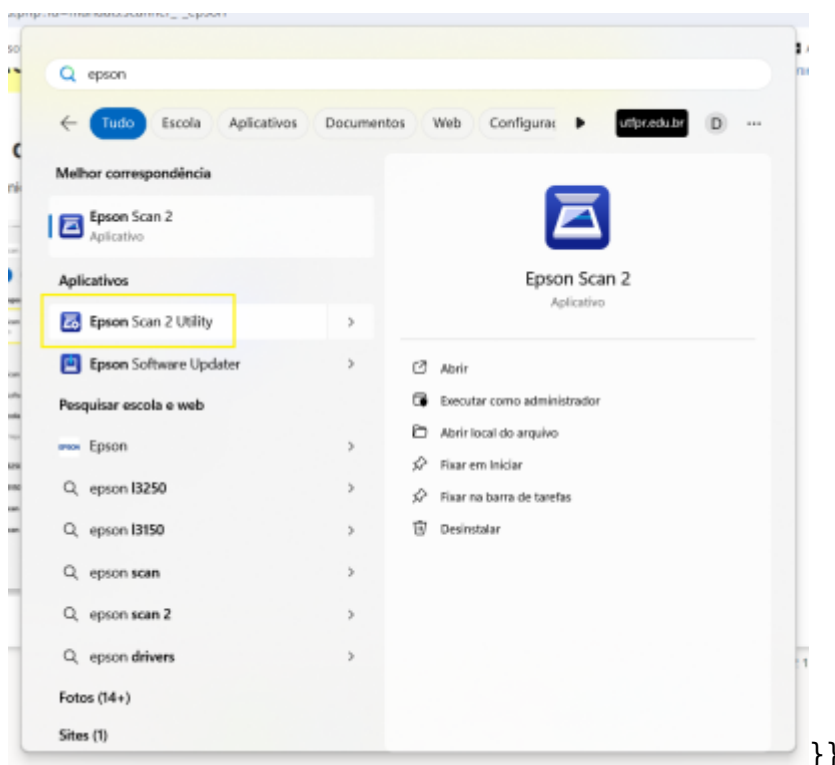 epson
Tudo Escola Aplicativos Documentos Web Configuraç utfpr.edu.br D ...
Melhor correspondência
Epson Scan 2
Aplicativo
Aplicativos
Epson Scan 2 Utility
Epson Software Updater
Pesquisar escola e web
EPSON Epson
epson l3250
epson l3150
epson scan
epson scan 2
epson drivers
Fotos (14+)
Sites (1)
Epson Scan 2
Aplicativo
Abrir
Executar como administrador
Abrir local do arquivo
Fixar em Iniciar
Fixar na barra de tarefas
Desinstalar
}}